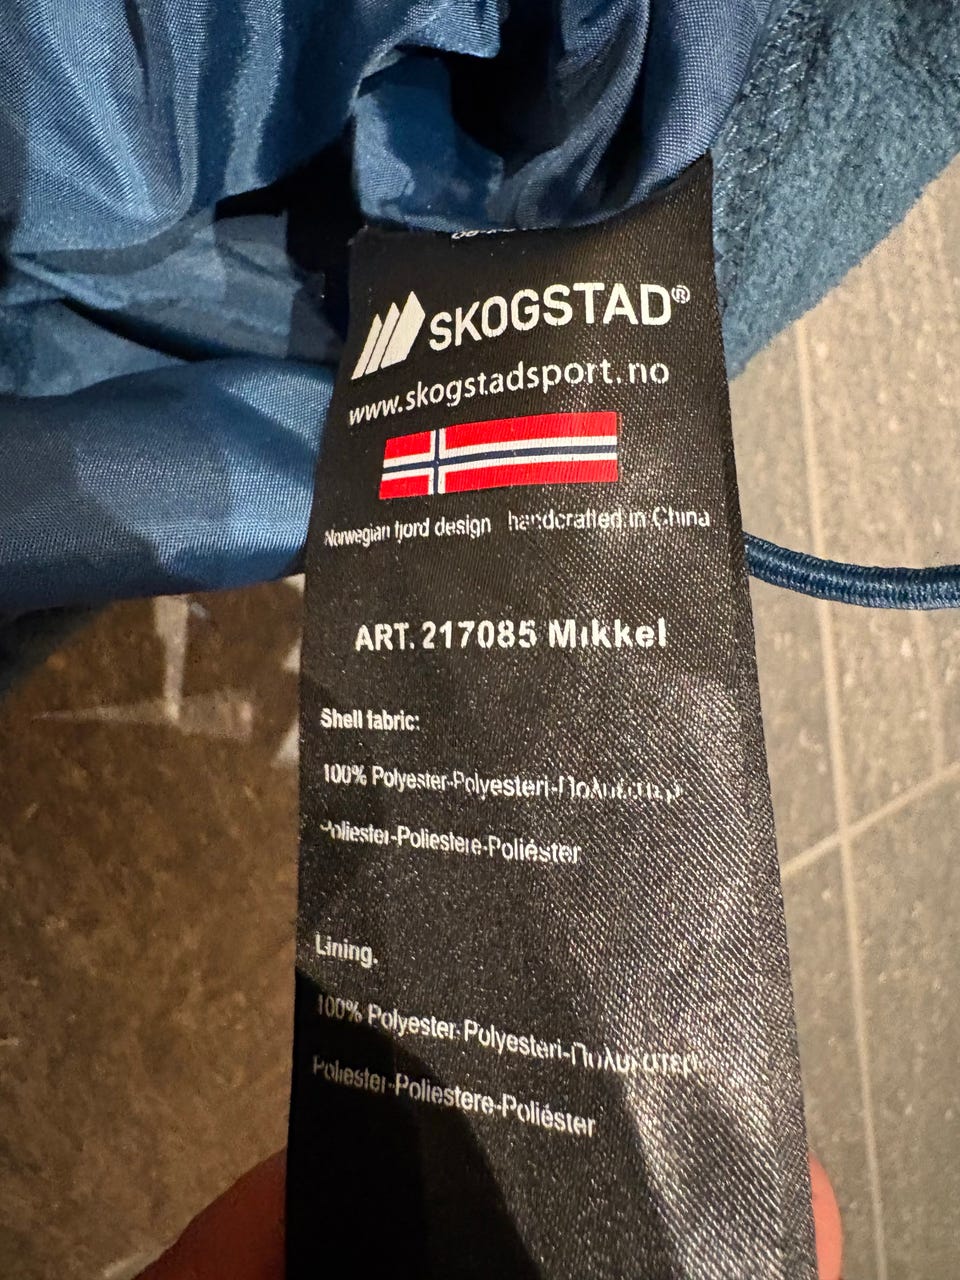 SKOGSTAD®
www.skogstadsport.no
Norwegian fjord design handcrafted in China
ART. 217085 Mikkel
Shell fabric:
100% Polyester-Polyesteri-
Poliester-Poliestere-Poliéster
Lining.
100% Polyester-Polyesteri-Πολυεστερ
Poliester-Poliestere-Poliéster